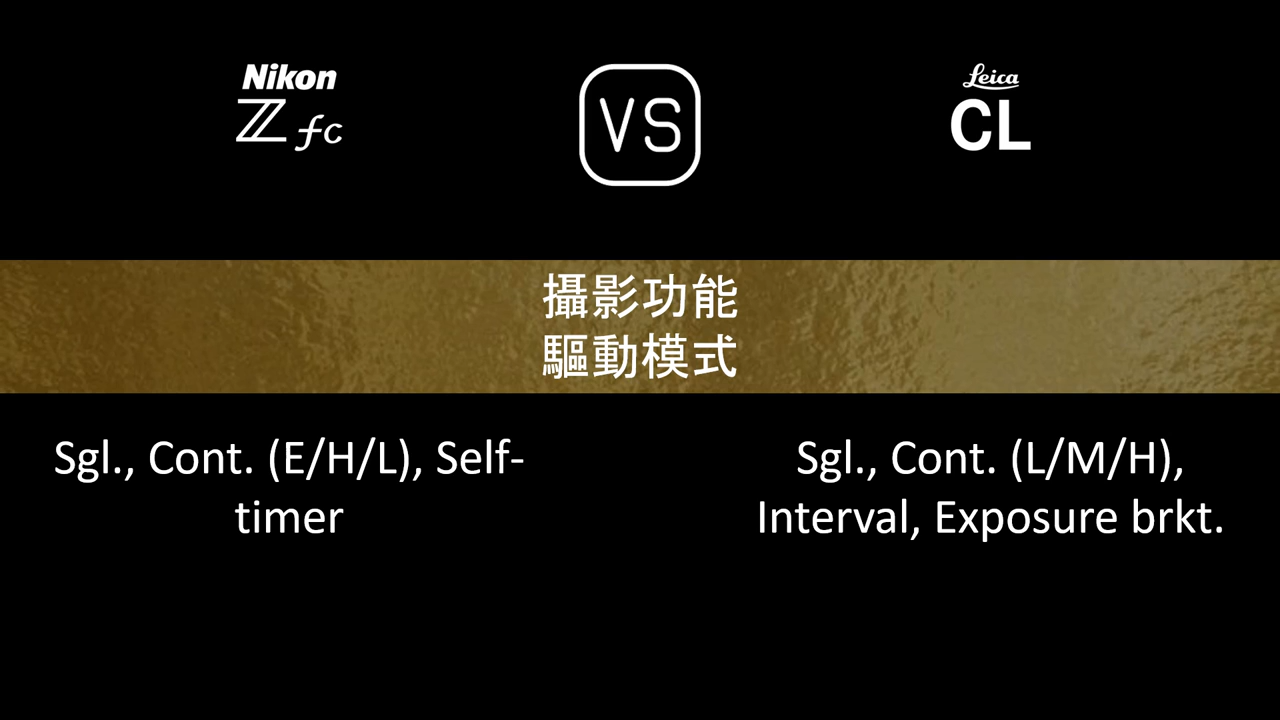 Nikon
Z fc
VS
Leica
CL
攝影功能
驅動模式
Sgl., Cont. (E/H/L), Self-
timer
Sgl., Cont. (L/M/H),
Interval, Exposure brkt.